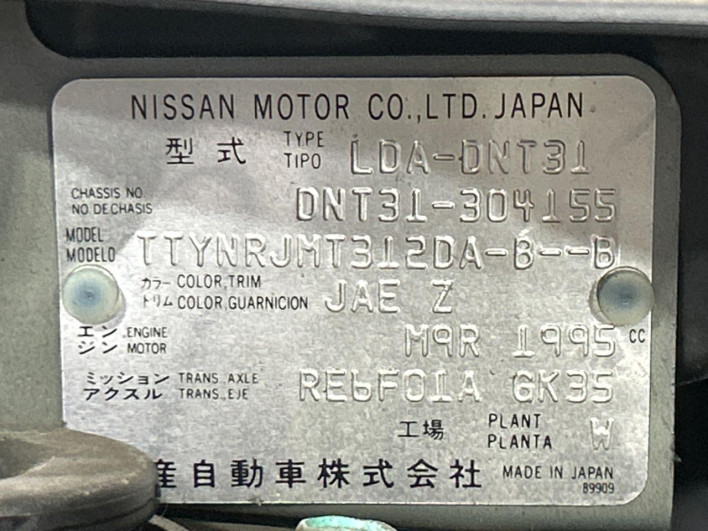 NISSAN MOTOR CO.,LTD. JAPAN
型式 TYPE TIPO LDA-DNT31
CHASSIS NO. NO DE CHASIS DNT31-304155
MODEL MODELO TTYNRJMT312DA-B--B
カラー COLOR,TRIM トリム COLOR,GUARNICION JAE Z
エンジン ENGINE MOTOR M9R 1995 CC
ミッション TRANS. AXLE アクスル TRANS. EJE RE6F01A GK35
工場 PLANT PLANTA W
産自動車株式会社 MADE IN JAPAN
89909